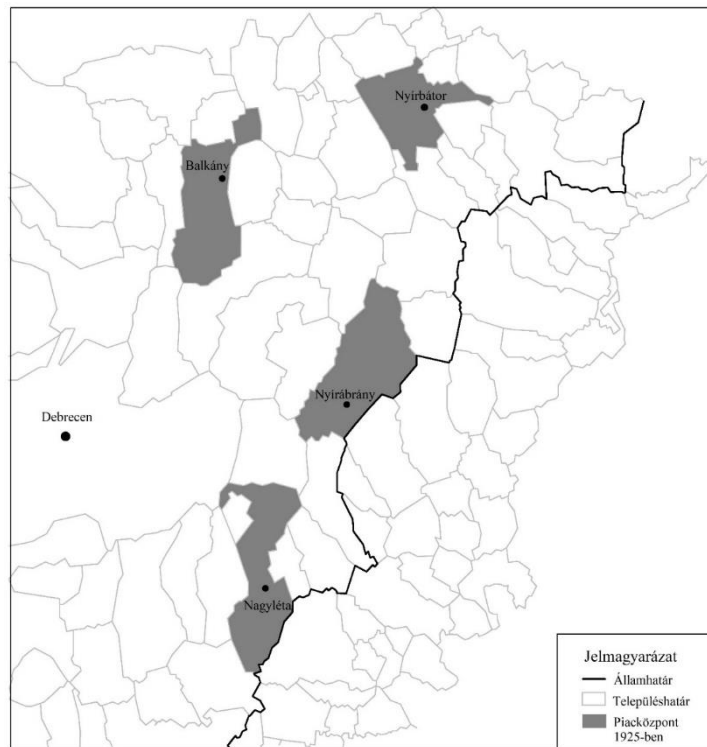 Nyírbátor
Balkány
Nyírábrány
Debrecen
Nagyléta
Jelmagyarázat
Államhatár
Településhatár
Piacközpont
1925-ben